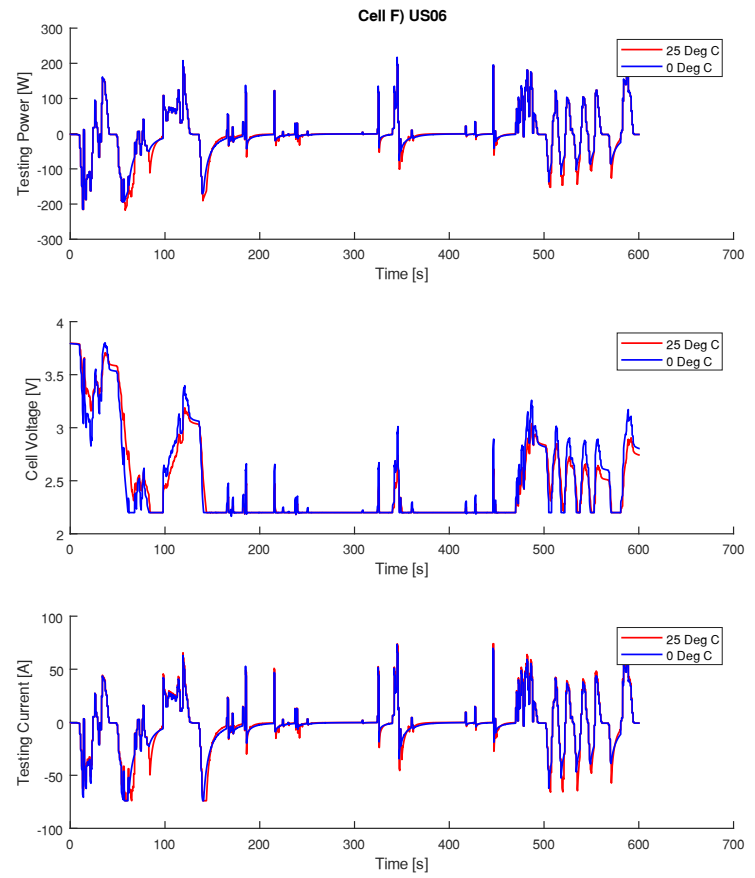 Cell F) US06
300
200
100
0
-100
-200
-300
Testing Power [W]
0 100 200 300 400 500 600 700
Time [s]
25 Deg C
0 Deg C
4
3.5
3
2.5
2
Cell Voltage [V]
0 100 200 300 400 500 600 700
Time [s]
25 Deg C
0 Deg C
100
50
0
-50
-100
Testing Current [A]
0 100 200 300 400 500 600 700
Time [s]
25 Deg C
0 Deg C